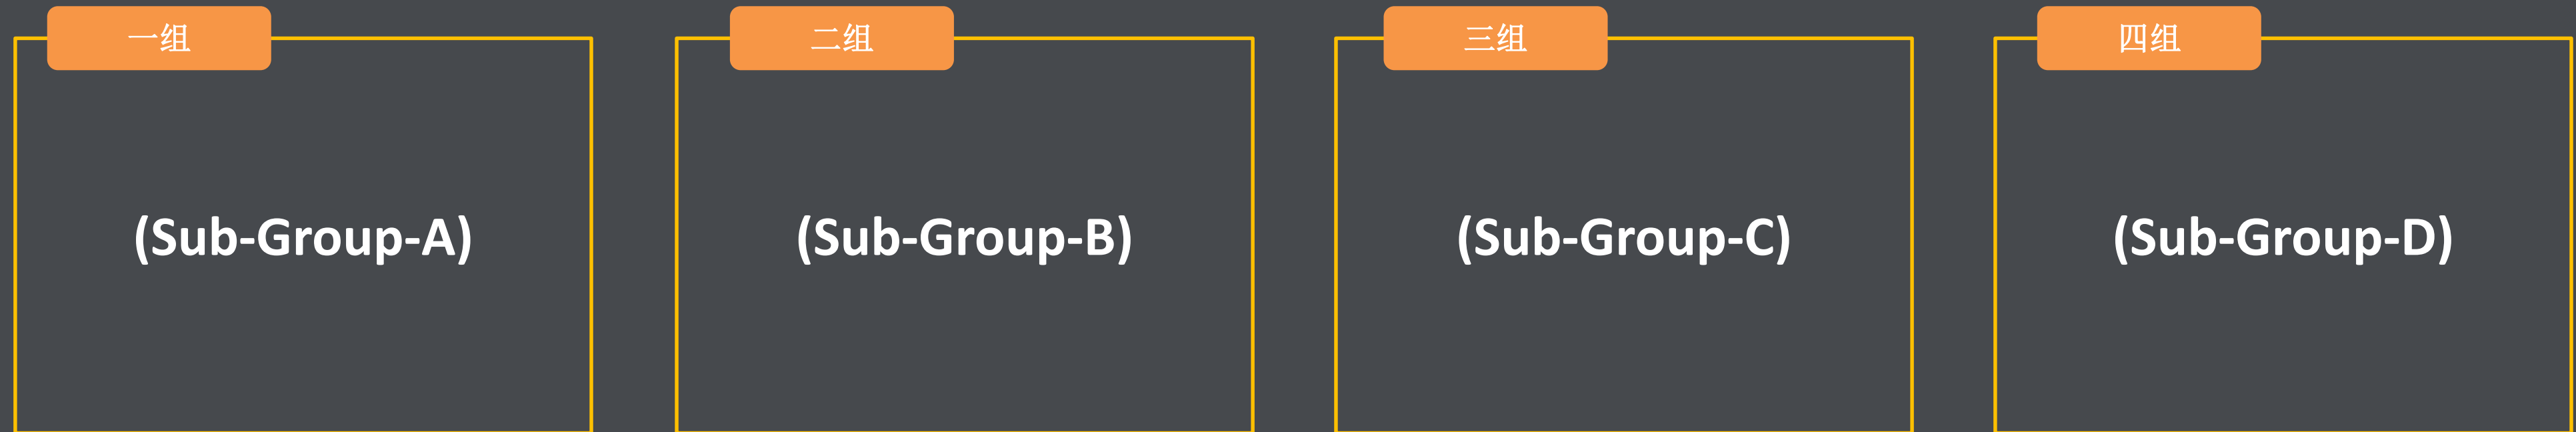 一组
二组
三组
四组
(Sub-Group-A)
(Sub-Group-B)
(Sub-Group-C)
(Sub-Group-D)